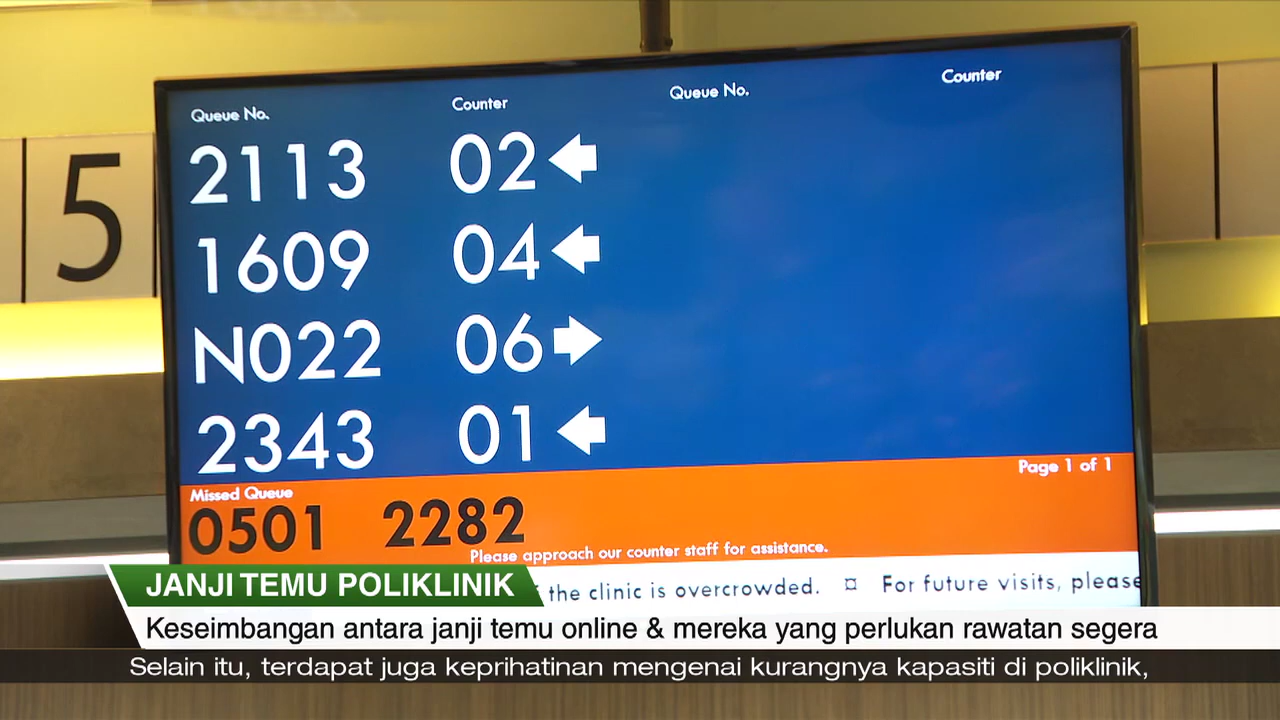 Queue No. Counter Queue No. Counter
5
2113 02
1609 04
N022 06
2343 01
Page 1 of 1
Missed Queue
0501 2282
Please approach our counter staff for assistance.
the clinic is overcrowded. ¤ For future visits, please
JANJI TEMU POLIKLINIK
Keseimbangan antara janji temu online & mereka yang perlukan rawatan segera
Selain itu, terdapat juga keprihatinan mengenai kurangnya kapasiti di poliklinik,